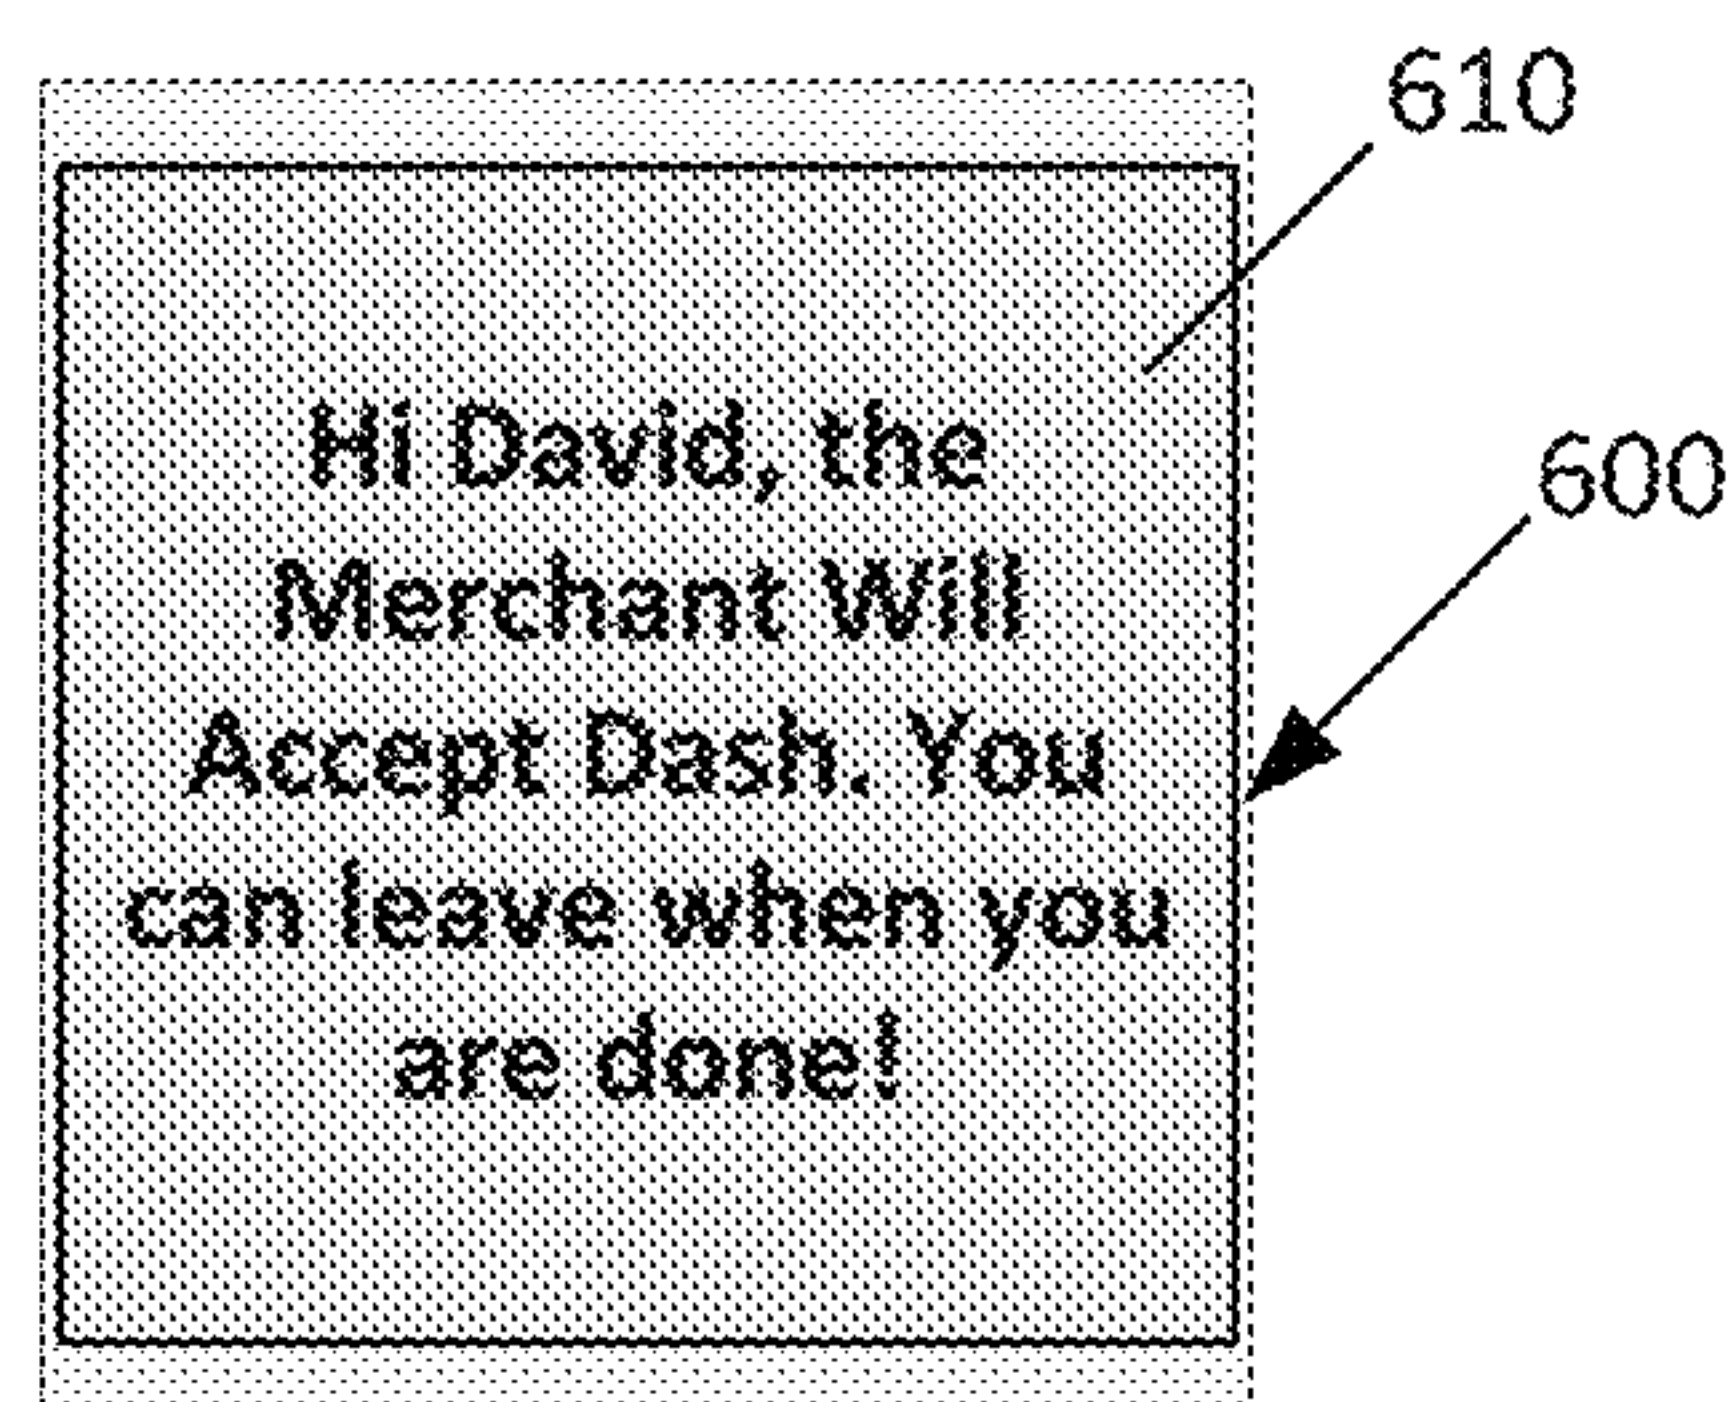 610
Hi David, the
600
Merchant Will
Accept Dash. You
can leave when you
are done!